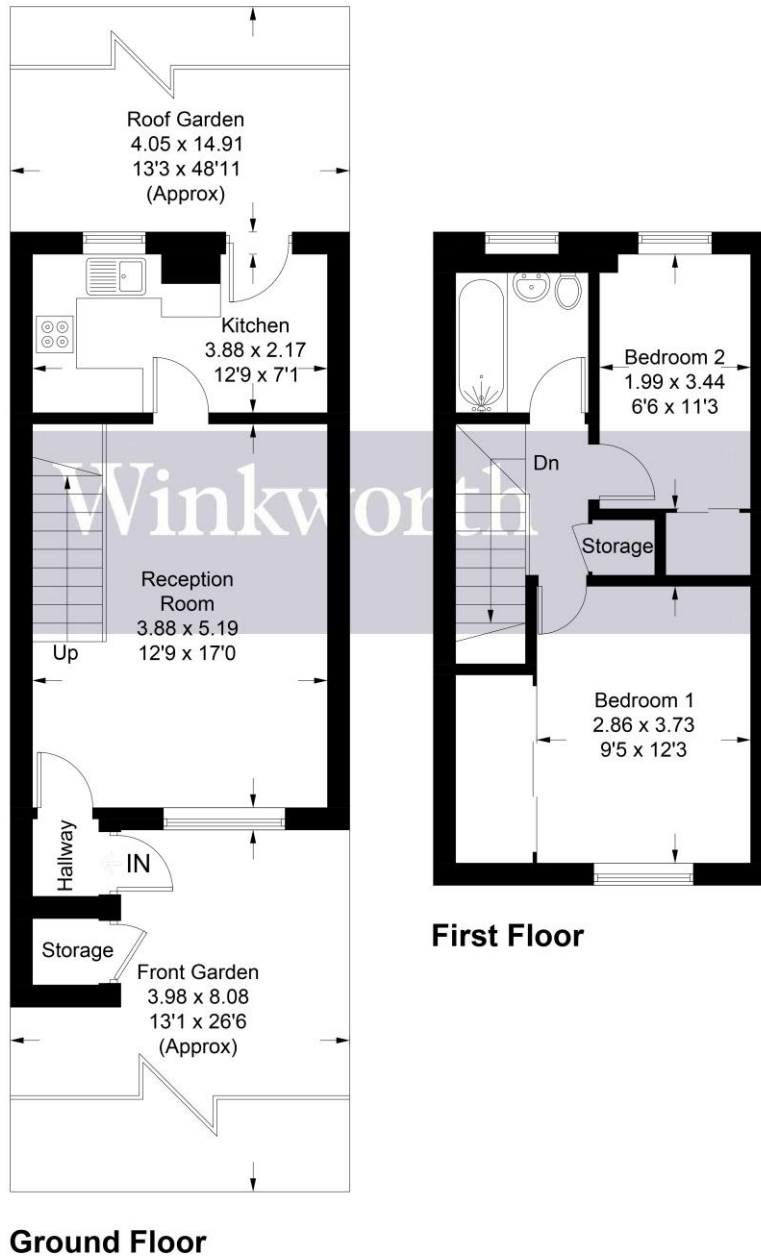 Roof Garden
4.05 x 14.91
13'3 x 48'11
(Approx)
Kitchen
3.88 x 2.17
12'9 x 7'1
Winkworth
Reception
Room
3.88 x 5.19
12'9 x 17'0
Up
Hallway
IN
Storage
Front Garden
3.98 x 8.08
13'1 x 26'6
(Approx)
Ground Floor
Bedroom 2
1.99 x 3.44
6'6 x 11'3
Dn
Storage
Bedroom 1
2.86 x 3.73
9'5 x 12'3
First Floor